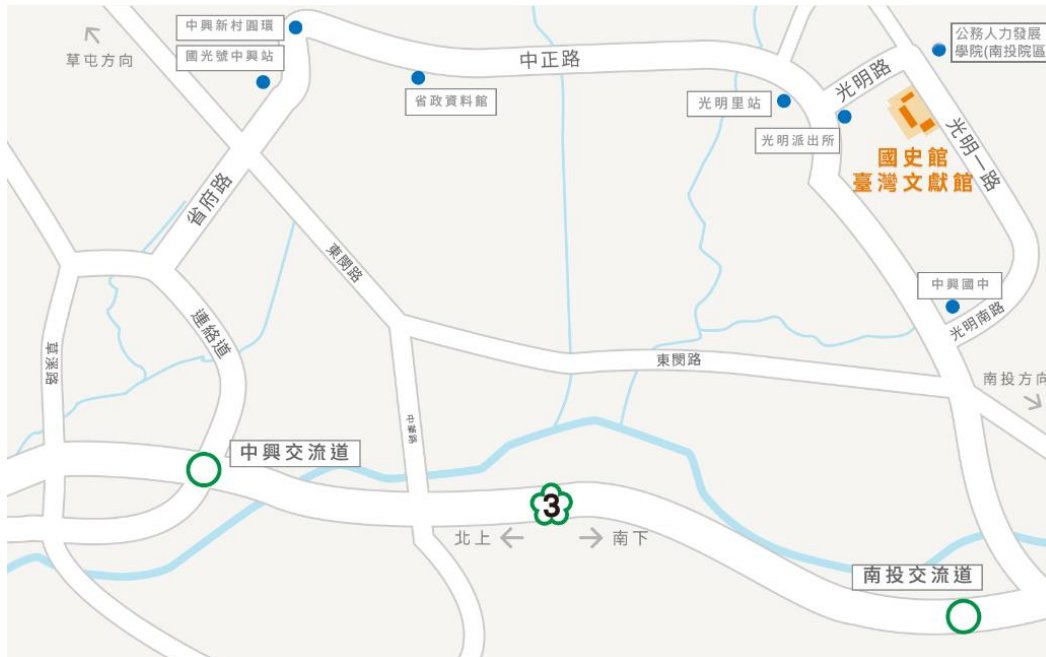 中興新村圓環
草屯方向
國光號中興站
中正路
省政資料館
光明里站
光明派出所
光明路
公務人力發展
學院(南投院區
國史館
臺灣文獻館
光明一路
省府路
東閔路
連絡道
草溪路
中興國中
光明南路
東閔路
南投方向
中興交流道
3
北上
南下
南投交流道